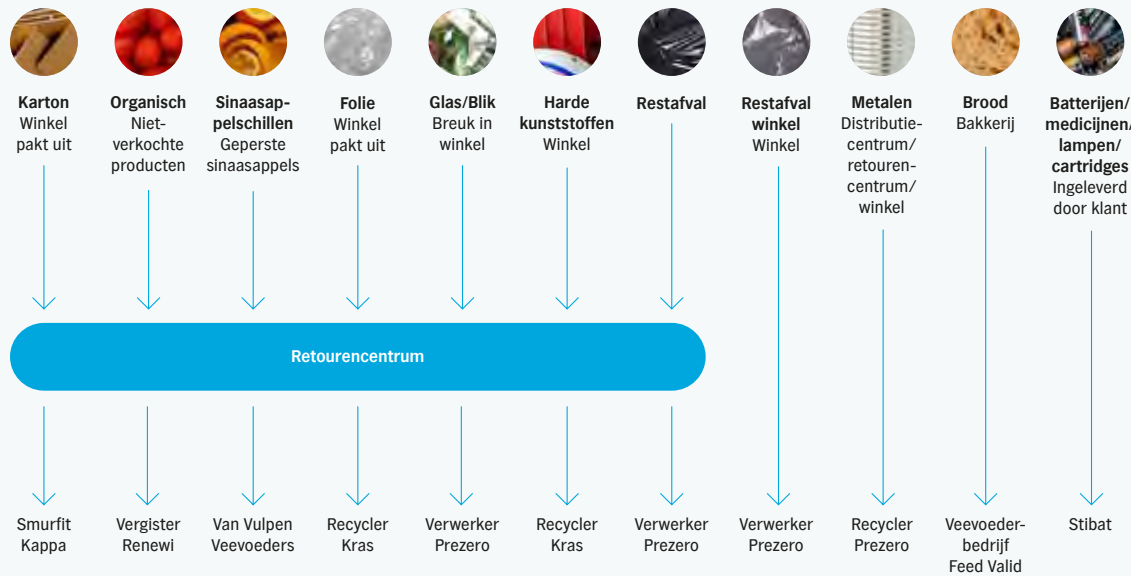 Karton
Winkel
pakt uit
Organisch
Niet-
verkochte
producten
Sinaasap-
pelschillen
Geperste
sinaasappels
Folie
Winkel
pakt uit
Glas/Blik
Breuk in
winkel
Harde
kunststoffen
Winkel
Restafval
Restafval
winkel
Winkel
Metalen
Distributie-
centrum/
retouren-
centrum/
winkel
Brood
Bakkerij
Batterijen/
medicijnen/
lampen/
cartridges
Ingeleverd
door klant
Retourencentrum
Smurfit
Kappa
Vergister
Renewi
Van Vulpen
Veevoeders
Recycler
Kras
Verwerker
Prezero
Recycler
Kras
Verwerker
Prezero
Verwerker
Prezero
Recycler
Prezero
Veevoeder-
bedrijf
Feed Valid
Stibat